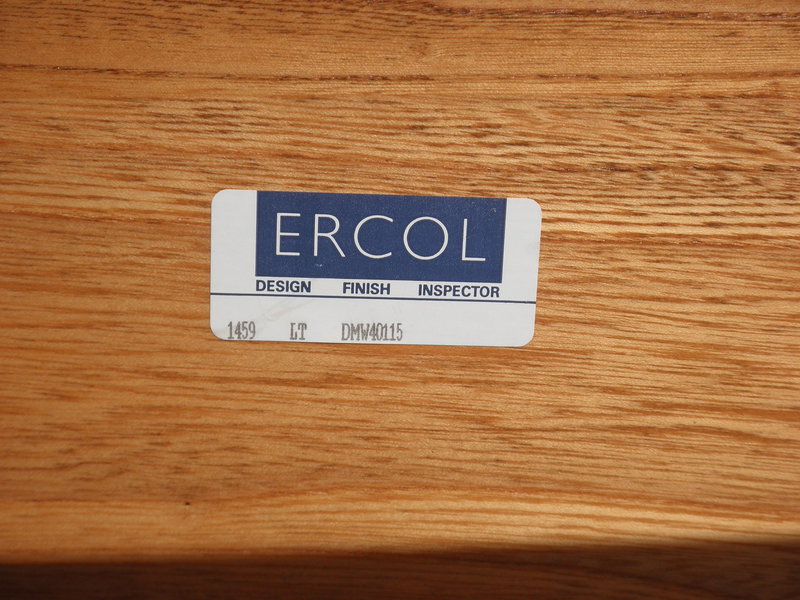 ERCOL
DESIGN FINISH INSPECTOR
1459 LT DMW40115